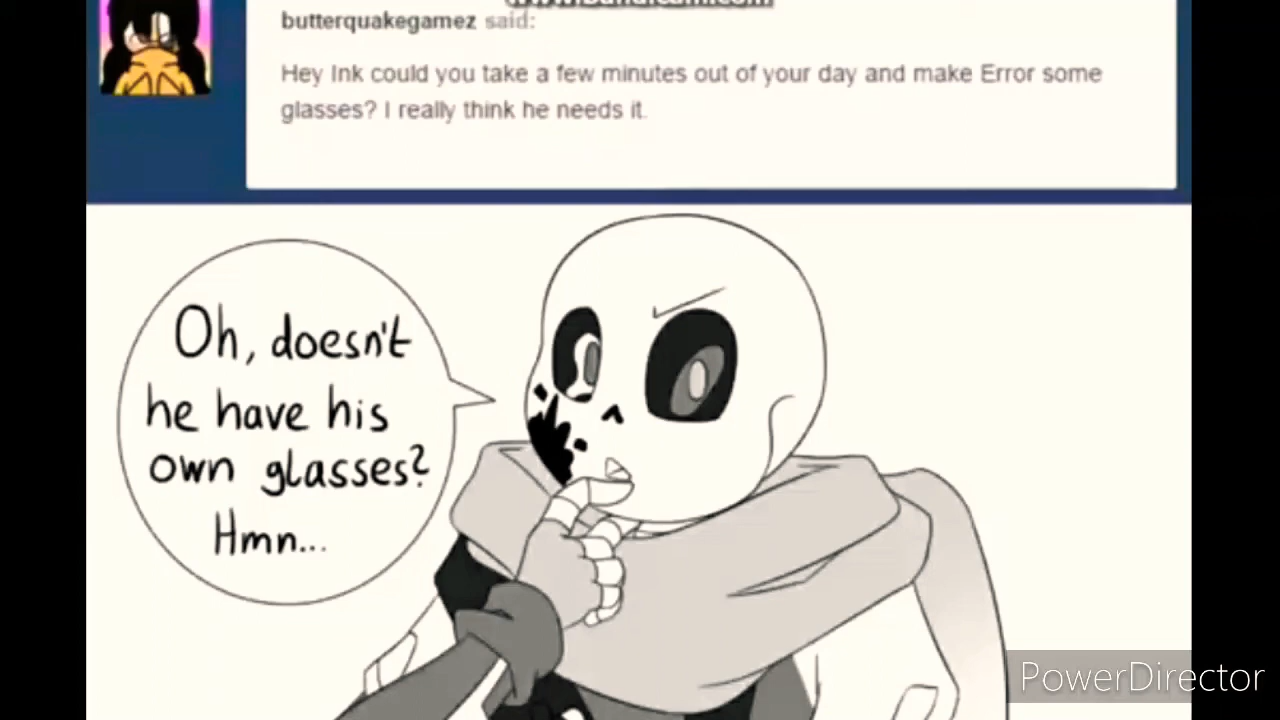 butterquakegamez said:
Hey Ink could you take a few minutes out of your day and make Error some
glasses? I really think he needs it.
Oh, doesn't
he have his
own glasses?
Hmn...
PowerDirector